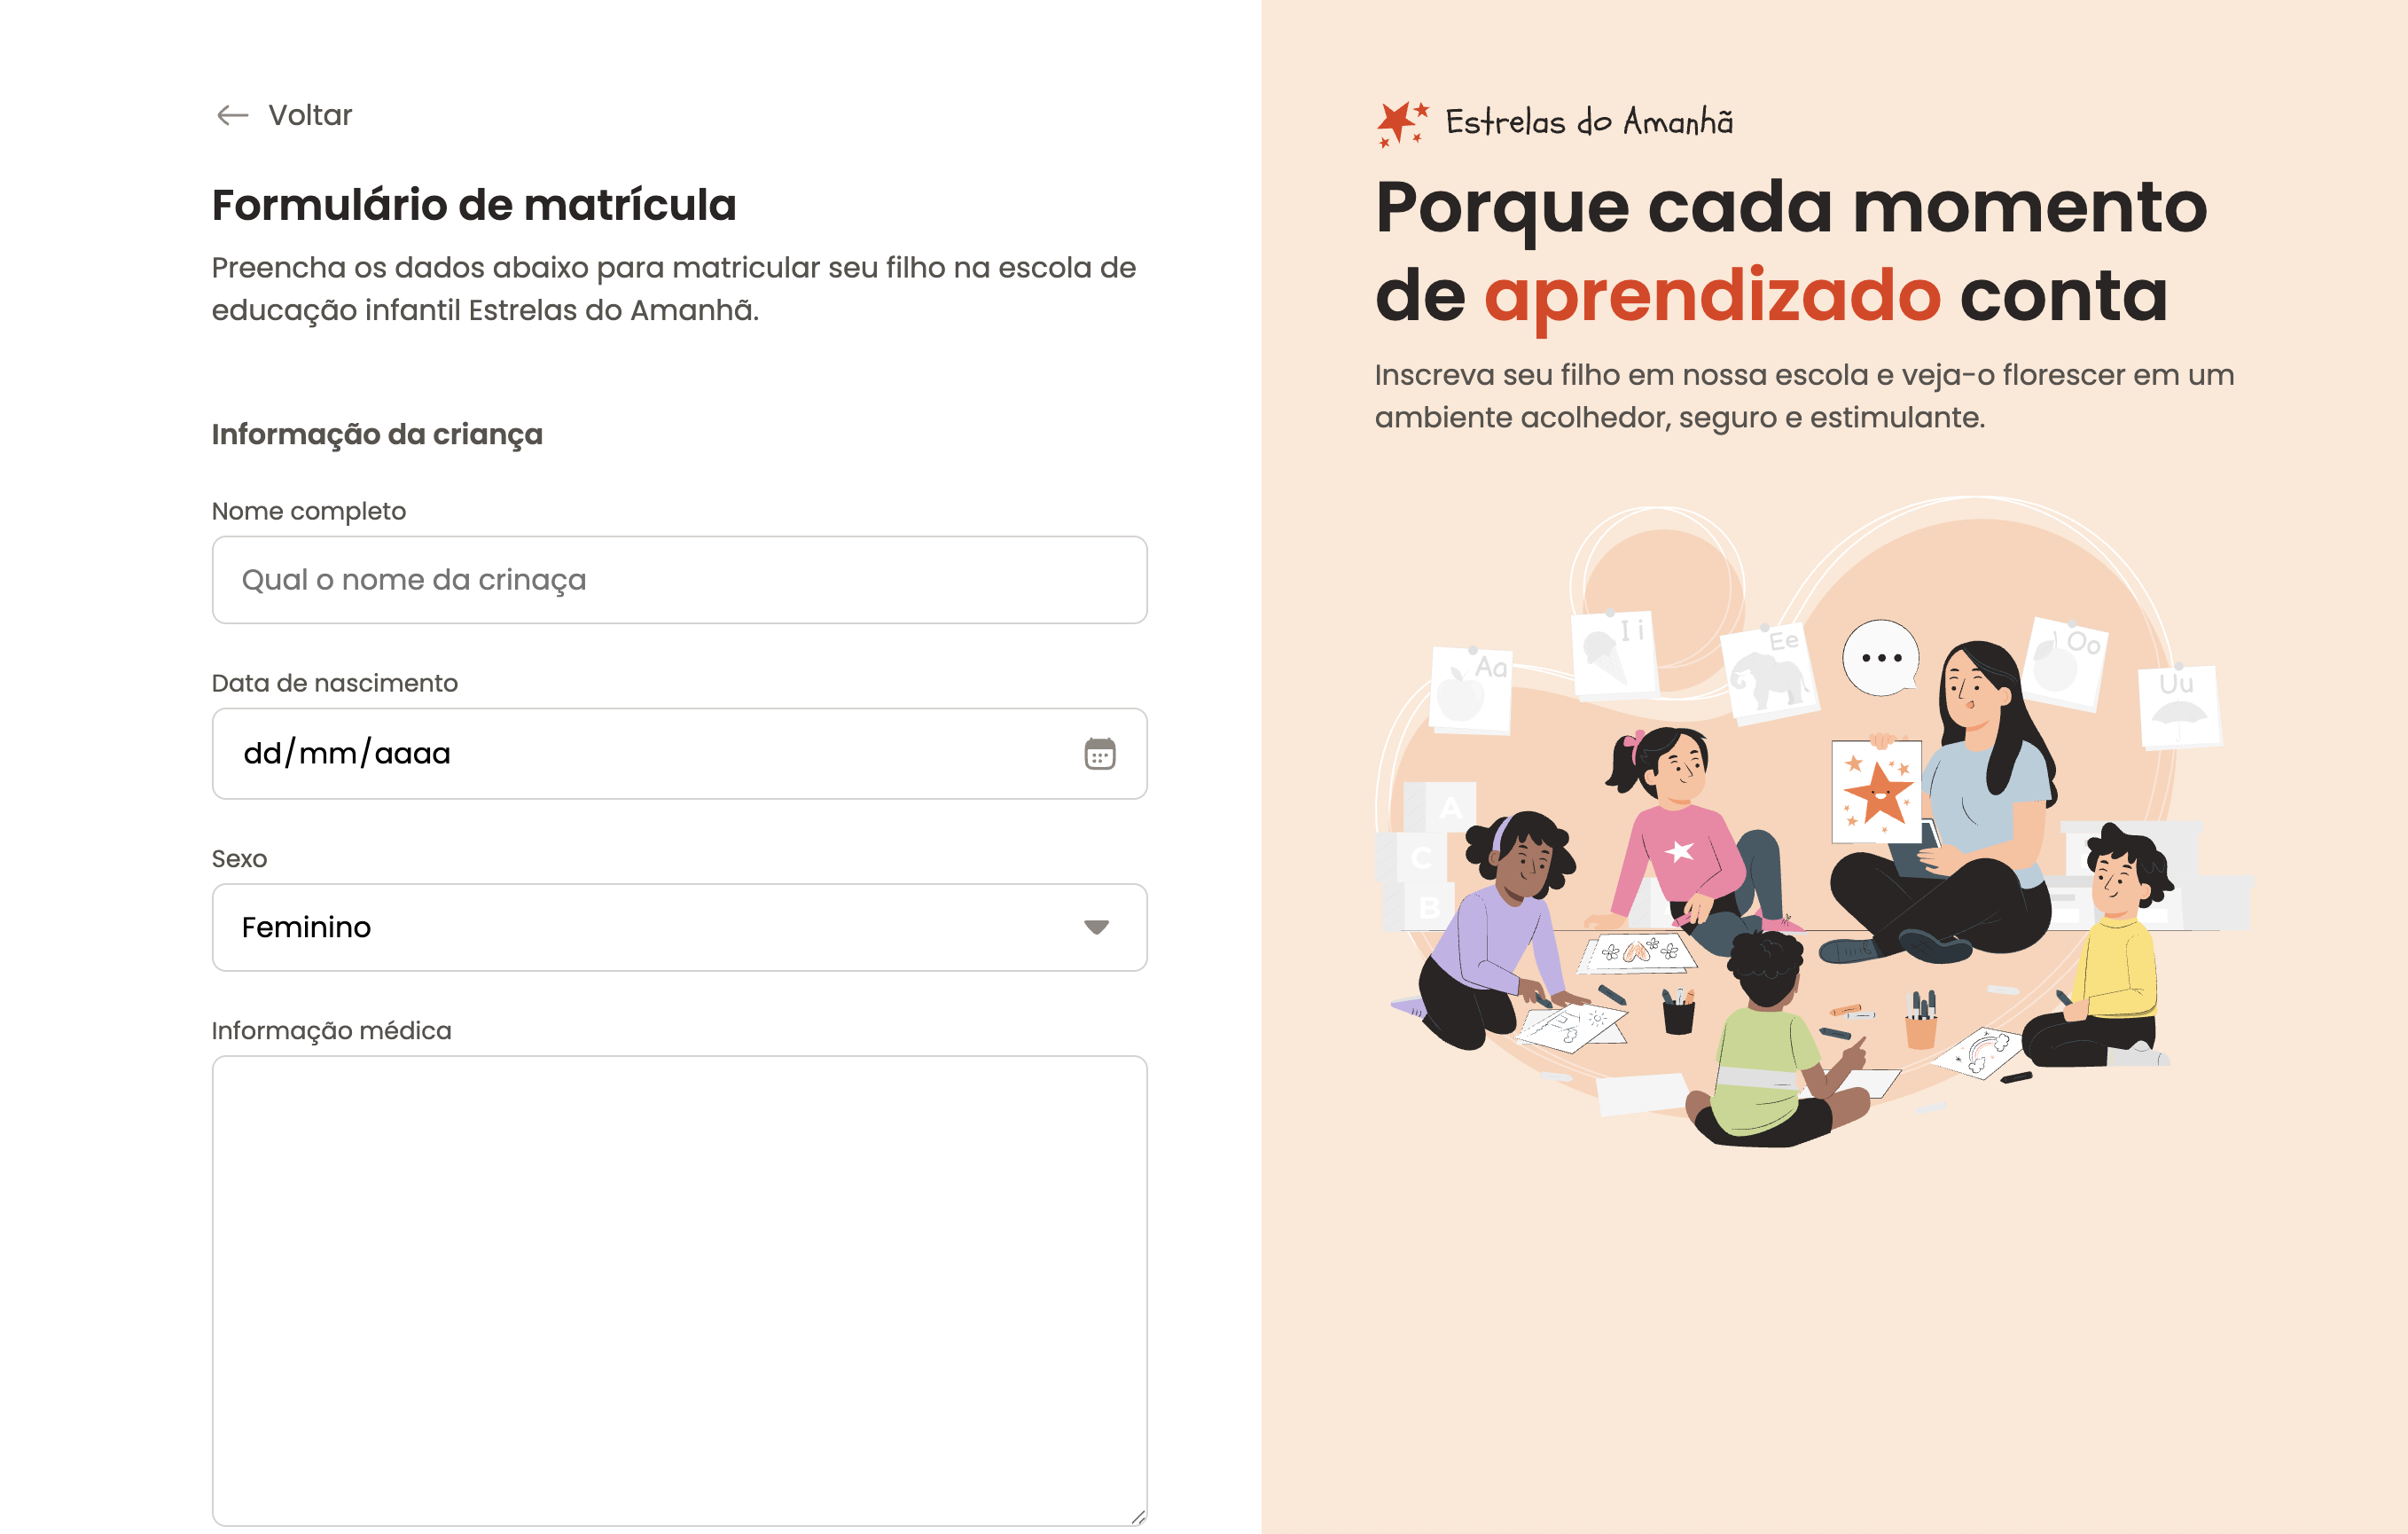 Voltar
Formulário de matrícula
Preencha os dados abaixo para matricular seu filho na escola de
educação infantil Estrelas do Amanhã.
Informação da criança
Nome completo
Qual o nome da crinaça
Data de nascimento
dd/mm/aaaa
Sexo
Feminino
Informação médica
Estrelas do Amanhã
Porque cada momento
de aprendizado conta
Inscreva seu filho em nossa escola e veja-o florescer em um
ambiente acolhedor, seguro e estimulante.
Aa
I i
Ee
Oo
Uu
A
C
B